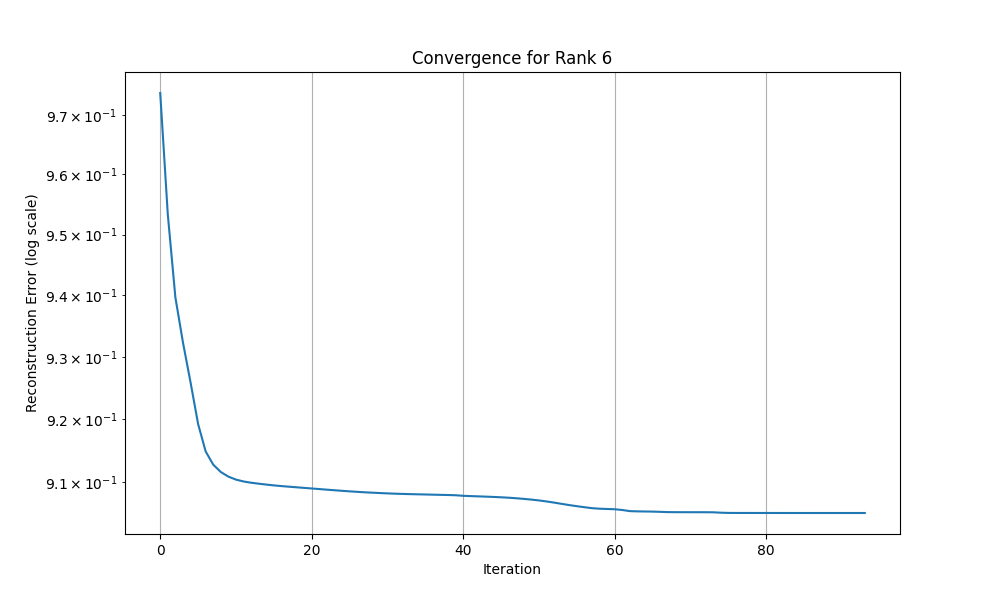 Convergence for Rank 6
Reconstruction Error (log scale)
9.7 × 10⁻¹
9.6 × 10⁻¹
9.5 × 10⁻¹
9.4 × 10⁻¹
9.3 × 10⁻¹
9.2 × 10⁻¹
9.1 × 10⁻¹
0 20 40 60 80
Iteration